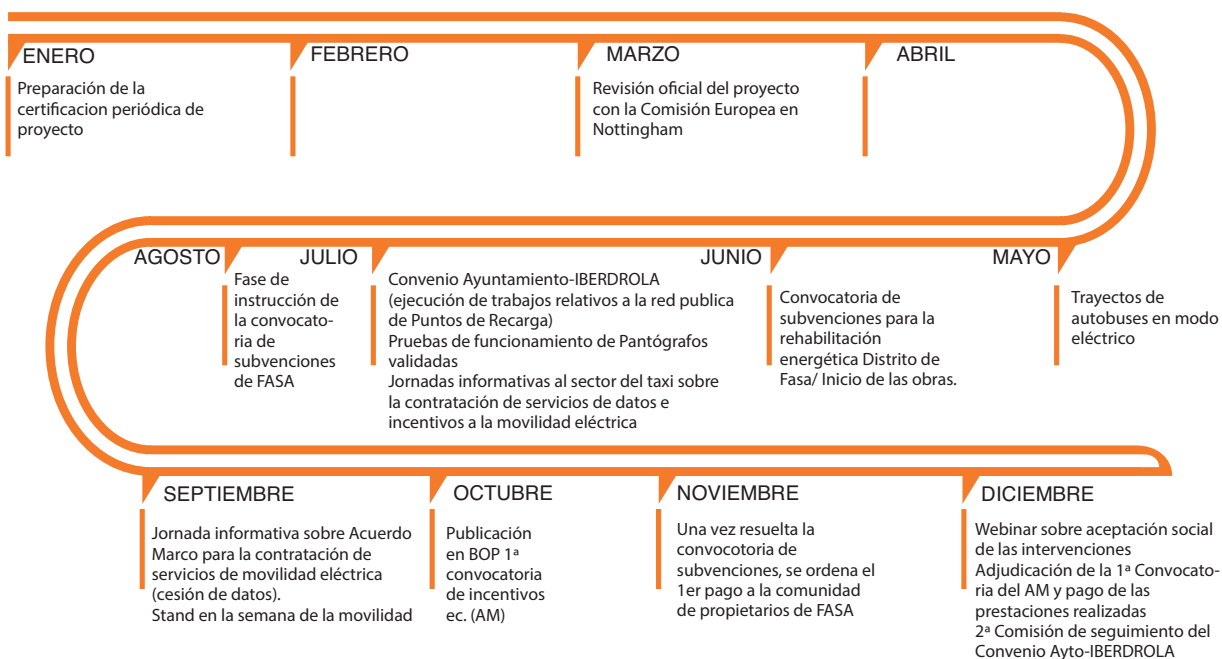 ENERO
Preparación de la
certificacion periódica de
proyecto
FEBRERO
MARZO
Revisión oficial del proyecto
con la Comisión Europea en
Nottingham
ABRIL
AGOSTO
Fase de
instrucción de
la convocato-
ria de
subvenciones
de FASA
JULIO
Convenio Ayuntamiento-IBERDROLA
(ejecución de trabajos relativos a la red publica
de Puntos de Recarga)
Pruebas de funcionamiento de Pantógrafos
validadas
Jornadas informativas al sector del taxi sobre
la contratación de servicios de datos e
incentivos a la movilidad eléctrica
JUNIO
Convocatoria de
subvenciones para la
rehabilitación
energética Distrito de
Fasa/ Inicio de las obras.
MAYO
Trayectos de
autobuses en modo
eléctrico
SEPTIEMBRE
Jornada informativa sobre Acuerdo
Marco para la contratación de
servicios de movilidad eléctrica
(cesión de datos).
Stand en la semana de la movilidad
OCTUBRE
Publicación
en BOP 1ª
convocatoria
de incentivos
ec. (AM)
NOVIEMBRE
Una vez resuelta la
convocotoria de
subvenciones, se ordena el
1er pago a la comunidad
de propietarios de FASA
DICIEMBRE
Webinar sobre aceptación social
de las intervenciones
Adjudicación de la 1ª Convocato-
ria del AM y pago de las
prestaciones realizadas
2ª Comisión de seguimiento del
Convenio Ayto-IBERDROLA